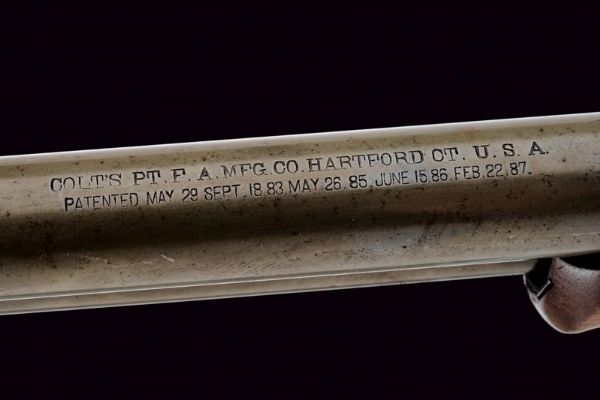 COLT'S PT. F. A. MFG. CO. HARTFORD CT. U. S. A.
PATENTED MAY 29 SEPT. 18 83. MAY 26. 85. JUNE 15 86. FEB. 22. 87.